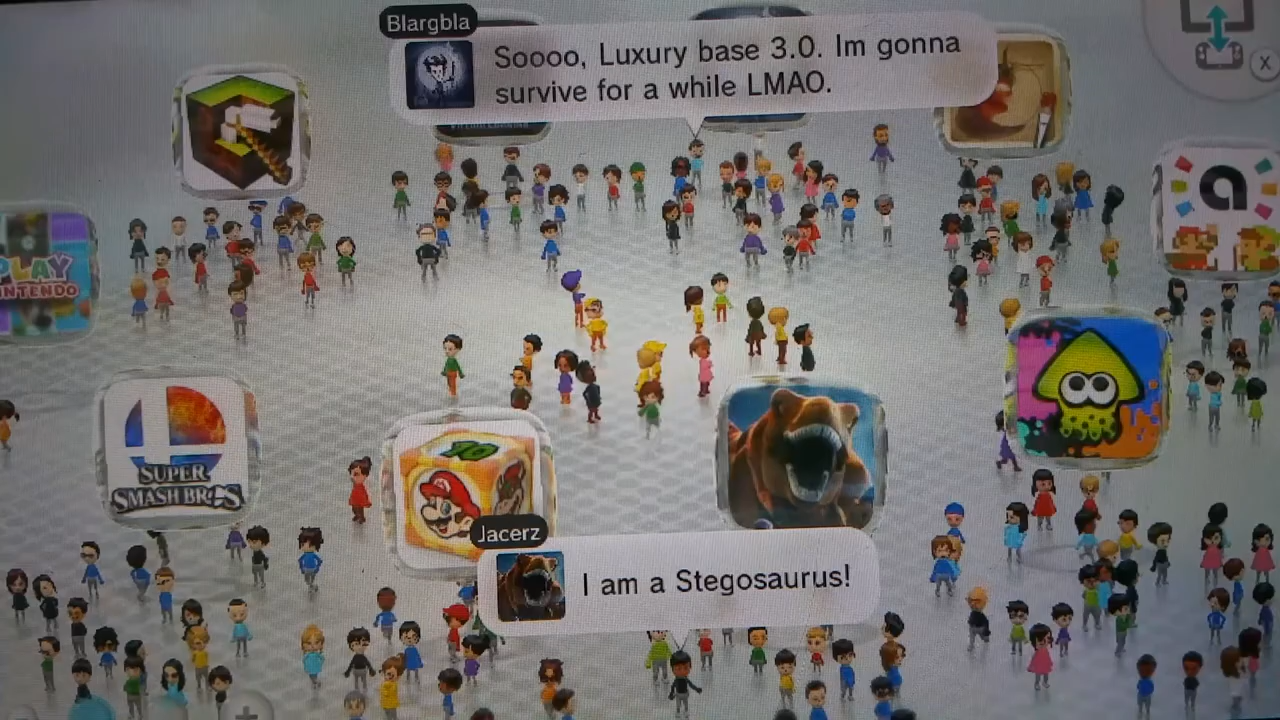 Blargbla
Soooo, Luxury base 3.0. Im gonna
survive for a while LMAO.
X
a
PLAY
NINTENDO
SUPER
SMASH BROS
10
Jacerz
I am a Stegosaurus!